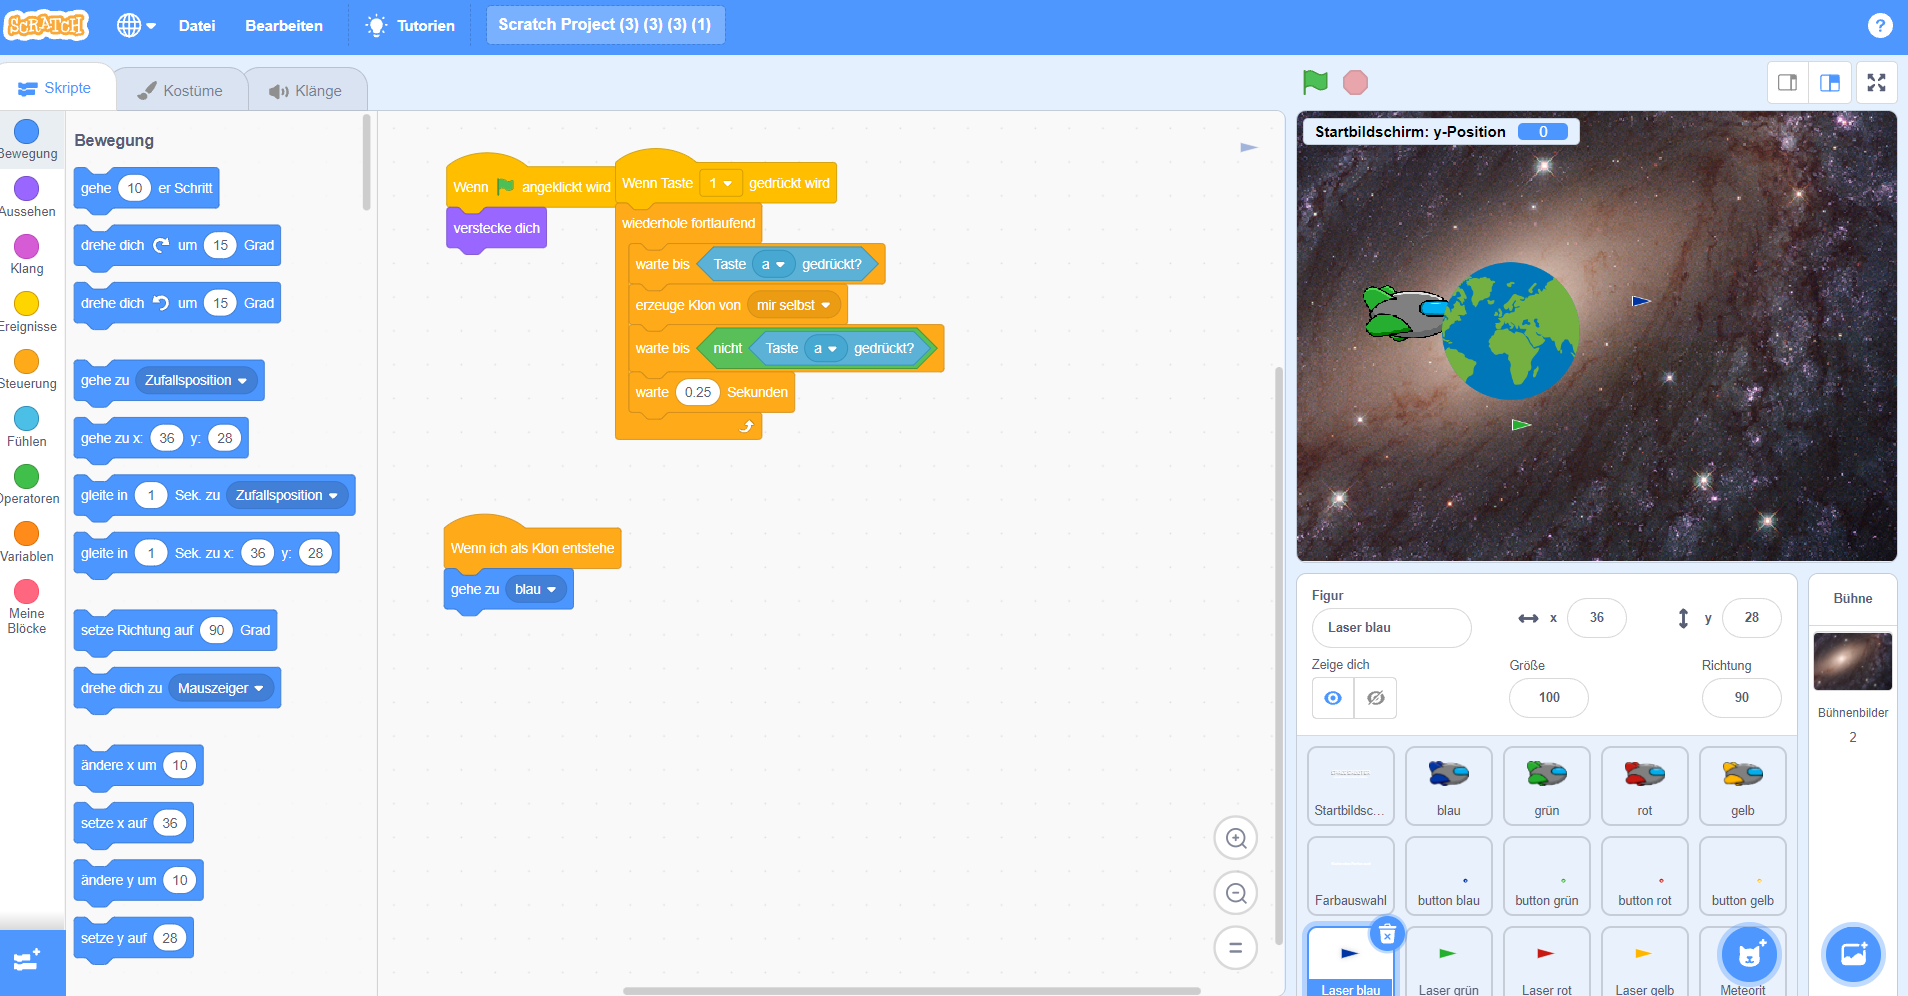 SCRATCH
Datei
Bearbeiten
Tutorien
Scratch Project (3) (3) (3) (1)
?
Skripte
Kostüme
Klänge
Bewegung
Aussehen
Klang
Ereignisse
Steuerung
Fühlen
Operatoren
Variablen
Meine
Blöcke
Bewegung
gehe 10 er Schritt
drehe dich um 15 Grad
drehe dich um 15 Grad
gehe zu Zufallsposition
gehe zu x: 36 y: 28
gleite in 1 Sek. zu Zufallsposition
gleite in 1 Sek. zu x: 36 y: 28
setze Richtung auf 90 Grad
drehe dich zu Mauszeiger
ändere x um 10
setze x auf 36
ändere y um 10
setze y auf 28
Wenn angeklickt wird
verstecke dich
Wenn Taste 1 gedrückt wird
wiederhole fortlaufend
warte bis Taste a gedrückt?
erzeuge Klon von mir selbst
warte bis nicht Taste a gedrückt?
warte 0.25 Sekunden
Wenn ich als Klon entstehe
gehe zu blau
Startbildschirm: y-Position 0
Figur
Laser blau
x 36
y 28
Zeige dich
Größe
100
Richtung
90
Bühne
Bühnenbilder
2
Startbildsc...
blau
grün
rot
gelb
Farbauswahl
button blau
button grün
button rot
button gelb
Laser blau
Laser grün
Laser rot
Laser gelb
Meteorit